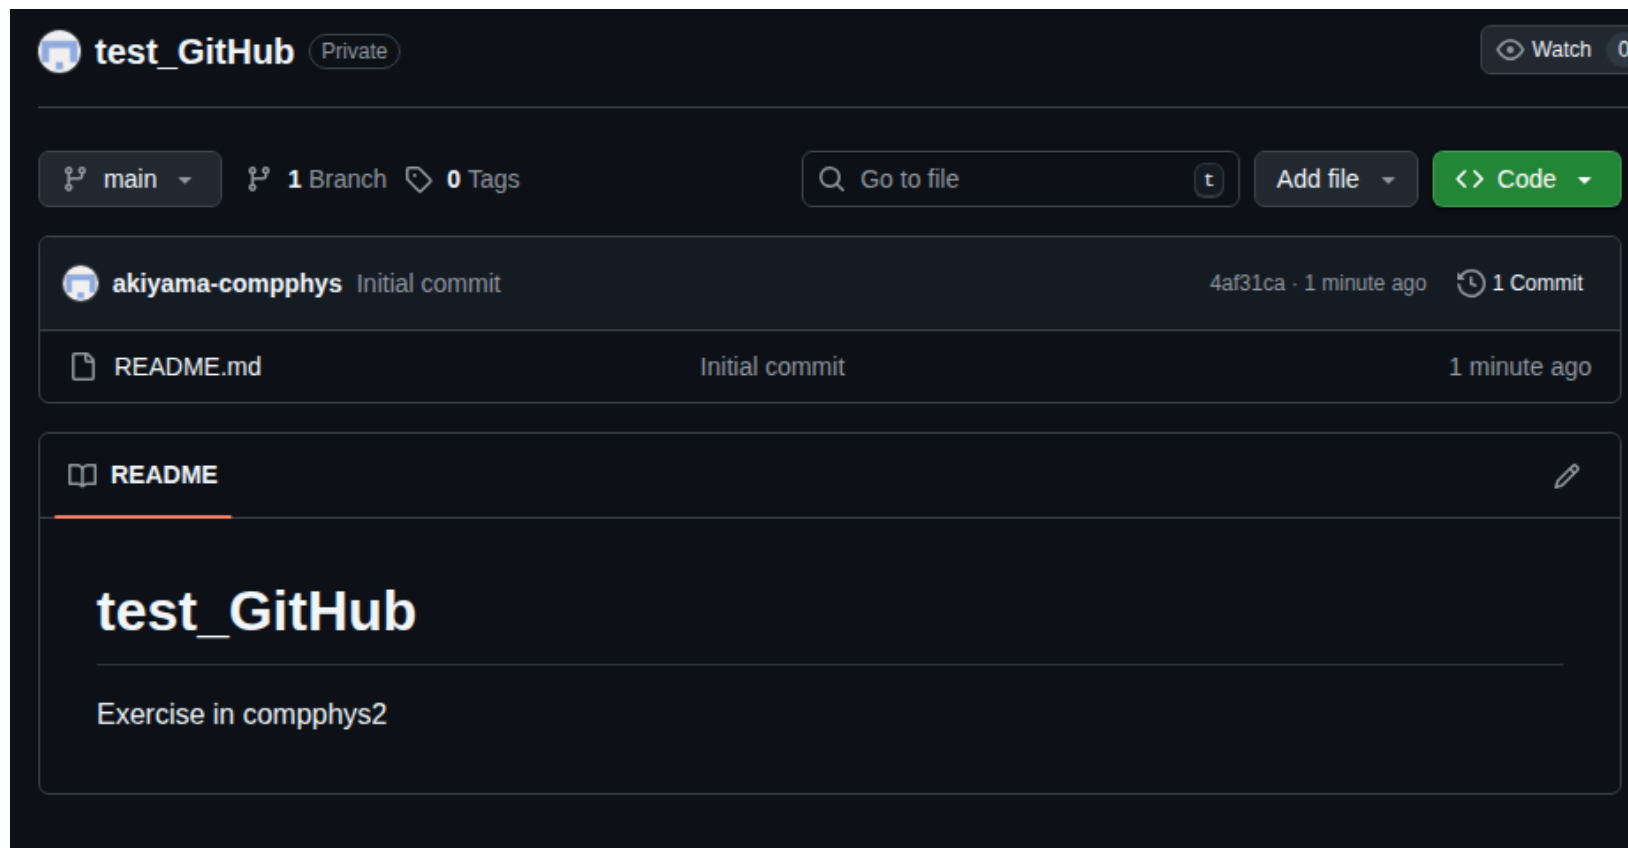 test_GitHub Private Watch 0
main 1 Branch 0 Tags Go to file t Add file Code
akiyama-compphys Initial commit 4af31ca · 1 minute ago 1 Commit
README.md Initial commit 1 minute ago
README
test_GitHub
Exercise in compphys2